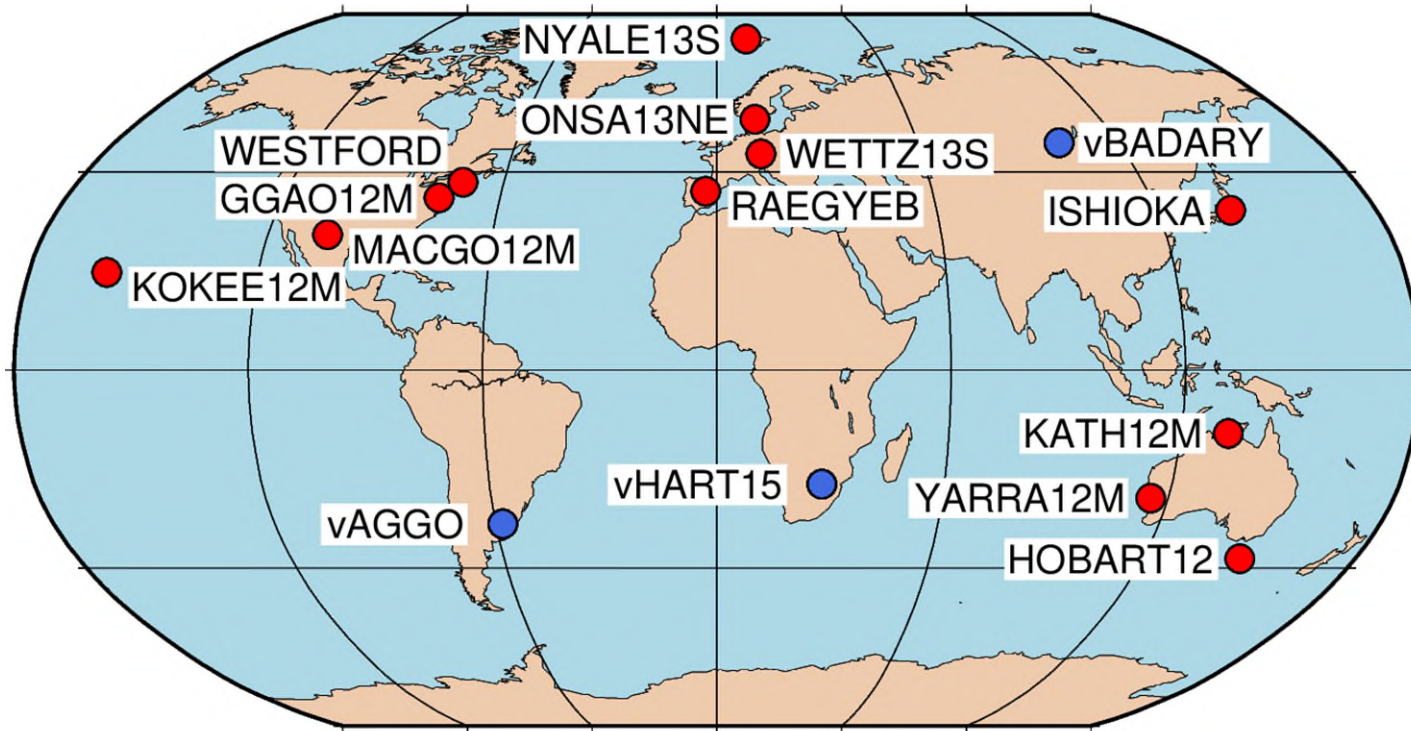 NYALE13S
ONSA13NE
WESTFORD
WETTZ13S
vBADARY
GGAO12M
RAEGYEB
ISHIOKA
MACGO12M
KOKEE12M
KATH12M
vHART15
YARRA12M
vAGGO
HOBART12